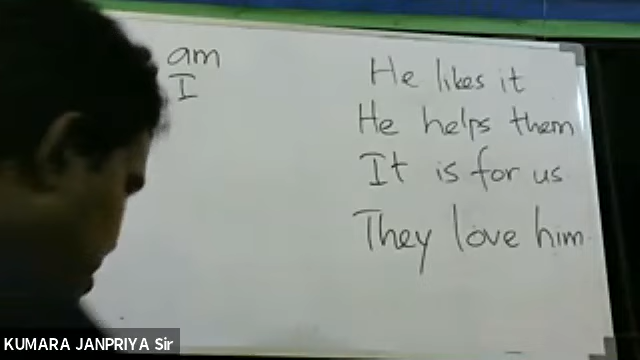 am
I
He likes it
He helps them
It is for us
They love him
KUMARA JANPRIYA Sir